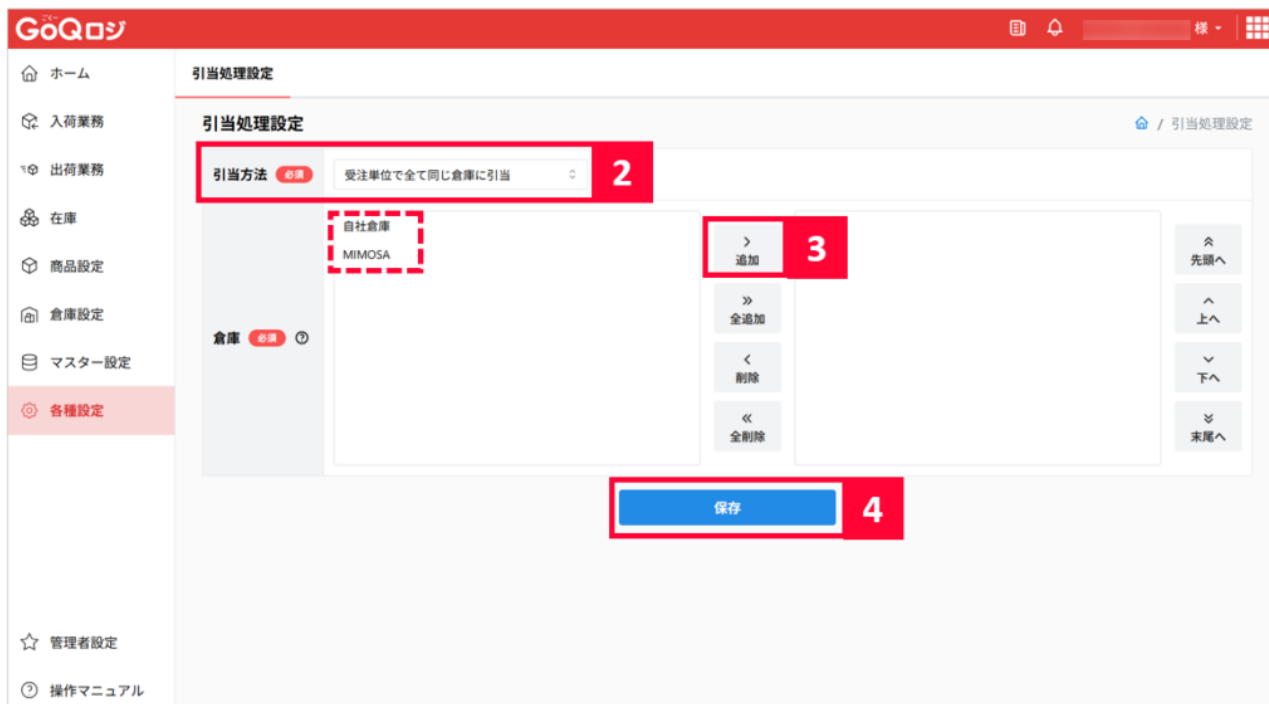 ごくー
GoQロジ
様
ホーム
入荷業務
出荷業務
在庫
商品設定
倉庫設定
マスター設定
各種設定
管理者設定
操作マニュアル
引当処理設定
引当処理設定
/ 引当処理設定
引当方法 必須
受注単位で全て同じ倉庫に引当
2
倉庫 必須
自社倉庫
MIMOSA
追加
3
全追加
削除
全削除
先頭へ
上へ
下へ
末尾へ
保存
4